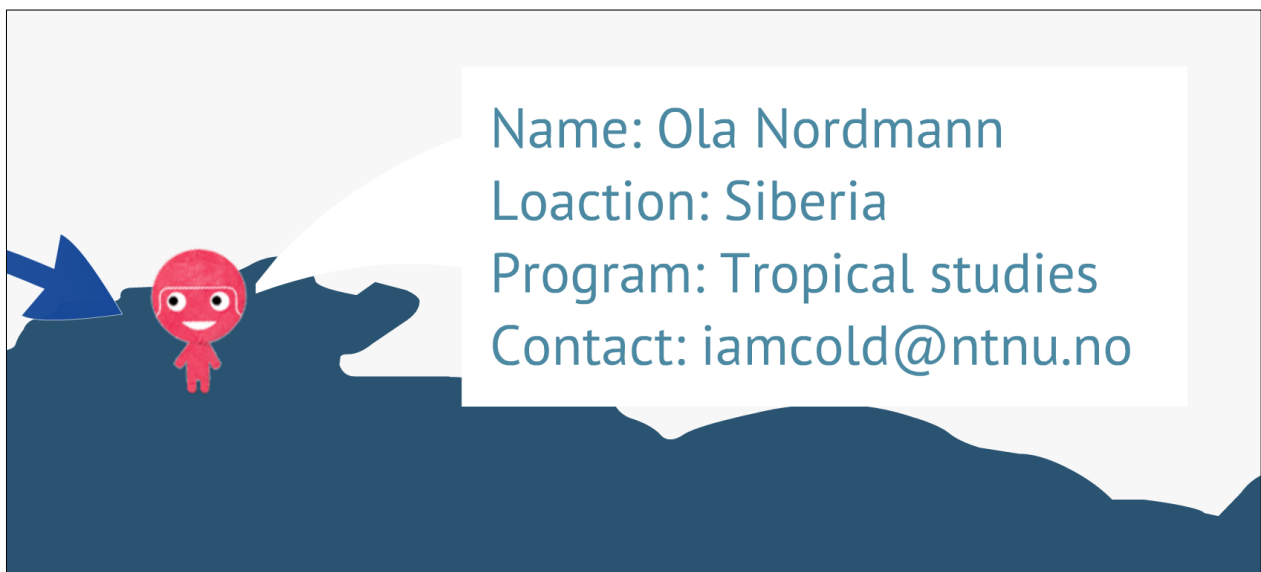 Name: Ola Nordmann
Loaction: Siberia
Program: Tropical studies
Contact: iamcold@ntnu.no